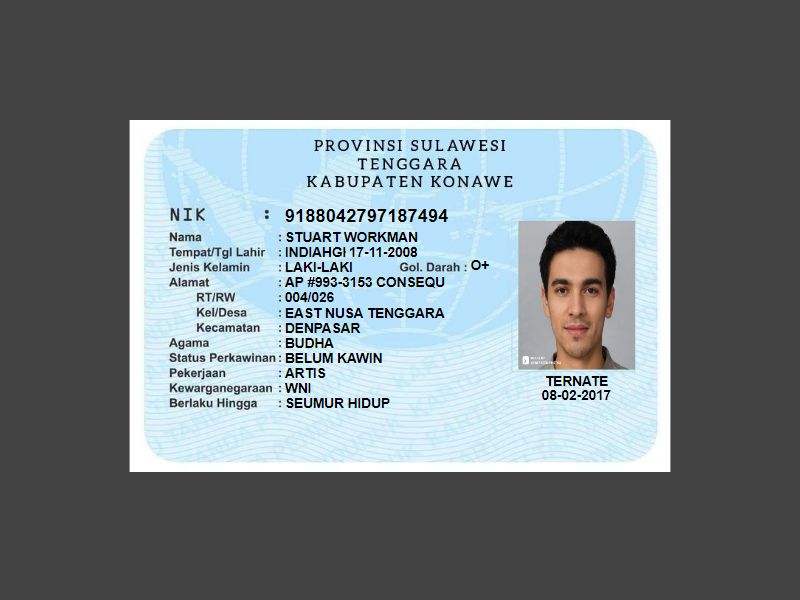 PROVINSI SULAWESI
TENGGARA
KABUPATEN KONAWE
NIK : 9188042797187494
Nama : STUART WORKMAN
Tempat/Tgl Lahir : INDIAHGI 17-11-2008
Jenis Kelamin : LAKI-LAKI Gol. Darah : O+
Alamat : AP #993-3153 CONSEQU
RT/RW : 004/026
Kel/Desa : EAST NUSA TENGGARA
Kecamatan : DENPASAR
Agama : BUDHA
Status Perkawinan : BELUM KAWIN
Pekerjaan : ARTIS
Kewarganegaraan : WNI
Berlaku Hingga : SEUMUR HIDUP
TERNATE
08-02-2017